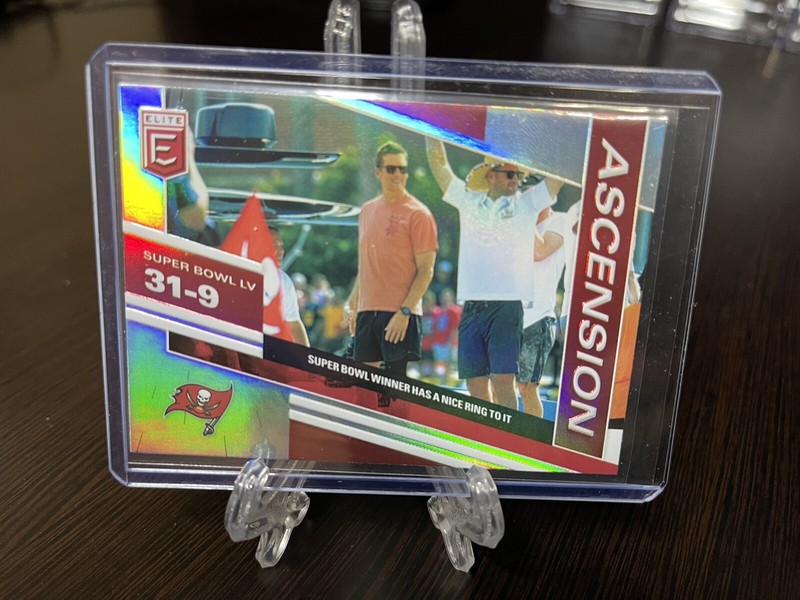 ELITE
E
SUPER BOWL LV
31-9
SUPER BOWL WINNER HAS A NICE RING TO IT
ASCENSION